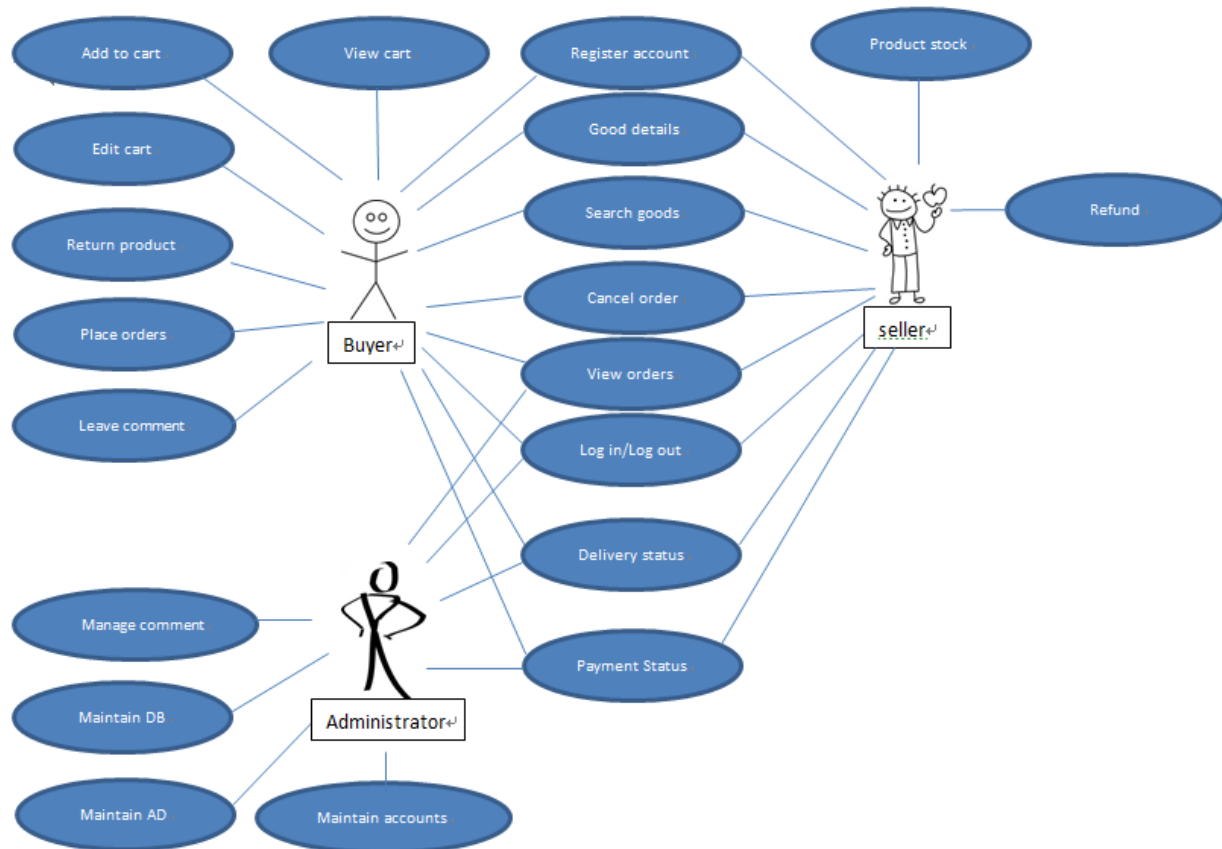 Add to cart
View cart
Register account
Product stock
Good details
Edit cart
Search goods
Refund
Return product
Cancel order
Place orders
seller
Buyer
View orders
Leave comment
Log in/Log out
Delivery status
Manage comment
Payment Status
Maintain DB
Administrator
Maintain AD
Maintain accounts